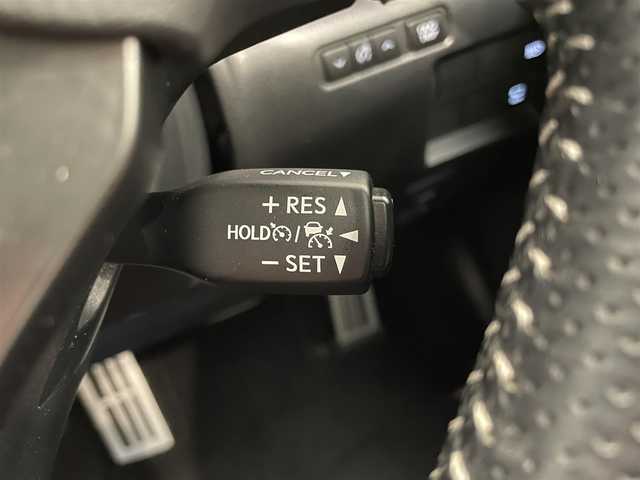 CANCEL▼
+ RES ▲
HOLD / ◀
− SET ▼